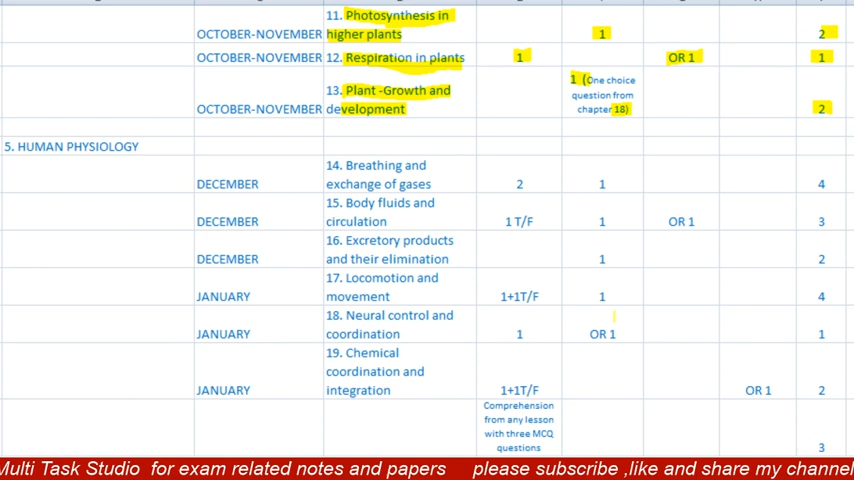 11. Photosynthesis in
OCTOBER-NOVEMBER higher plants 1 2
OCTOBER-NOVEMBER 12. Respiration in plants 1 OR 1 1
13. Plant -Growth and
OCTOBER-NOVEMBER development
1 (One choice
question from
chapter 18)
2
5. HUMAN PHYSIOLOGY
14. Breathing and
DECEMBER exchange of gases 2 1 4
15. Body fluids and
DECEMBER circulation 1 T/F 1 OR 1 3
16. Excretory products
DECEMBER and their elimination 1 2
17. Locomotion and
JANUARY movement 1+1T/F 1 4
18. Neural control and
JANUARY coordination 1 OR 1 1
19. Chemical
coordination and
JANUARY integration 1+1T/F OR 1 2
Comprehension
from any lesson
with three MCQ
questions 3
Multi Task Studio for exam related notes and papers please subscribe ,like and share my channel